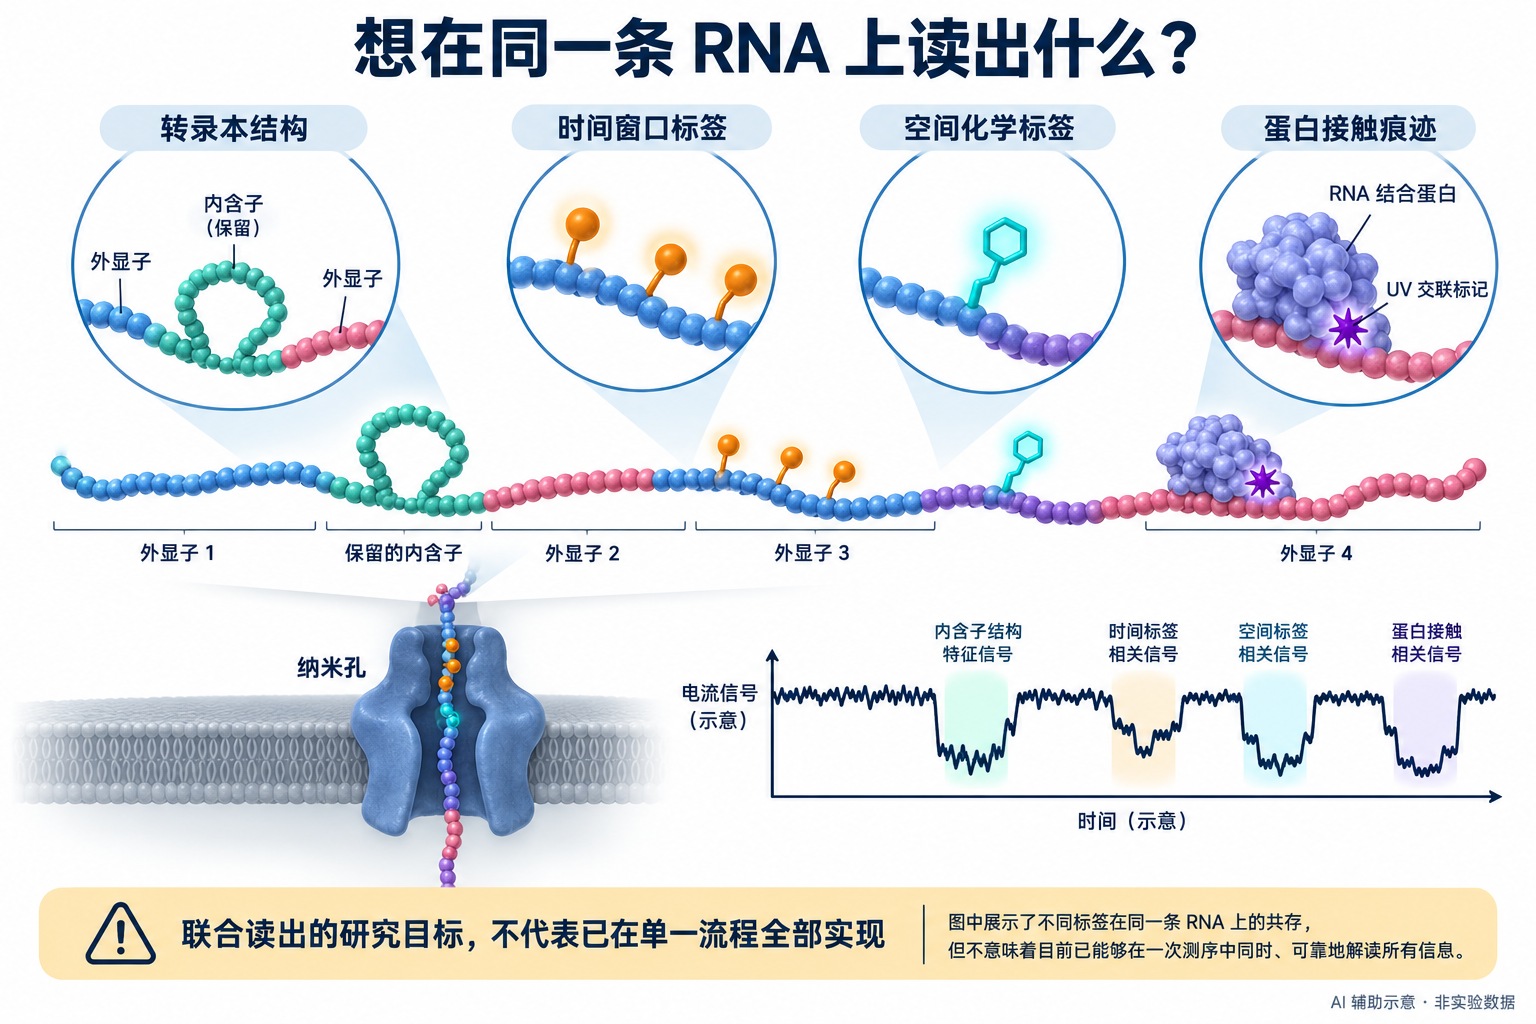 想在同一条 RNA 上读出什么？
转录本结构
时间窗口标签
空间化学标签
蛋白接触痕迹
内含子
（保留）
外显子
外显子
RNA 结合蛋白
UV 交联标记
外显子 1
保留的内含子
外显子 2
外显子 3
外显子 4
纳米孔
电流信号
（示意）
内含子结构
特征信号
时间标签
相关信号
空间标签
相关信号
蛋白接触
相关信号
时间（示意）
联合读出的研究目标，不代表已在单一流程全部实现
图中展示了不同标签在同一条 RNA 上的共存，
但不意味着目前已能够在一次测序中同时、可靠地解读所有信息。
AI 辅助示意 · 非实验数据